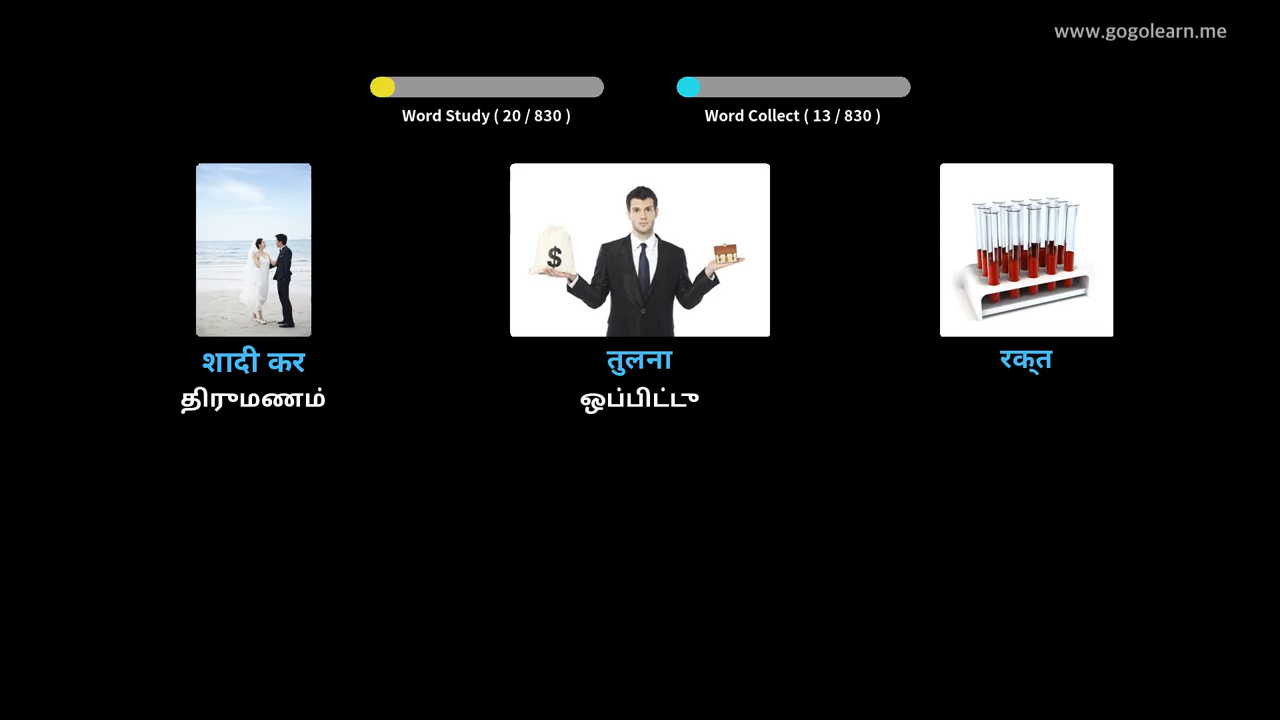 www.gogolearn.me
Word Study ( 20 / 830 )
Word Collect ( 13 / 830 )
$
शादी कर
तुलना
रक्त
திருமணம்
ஒப்பிட்டு